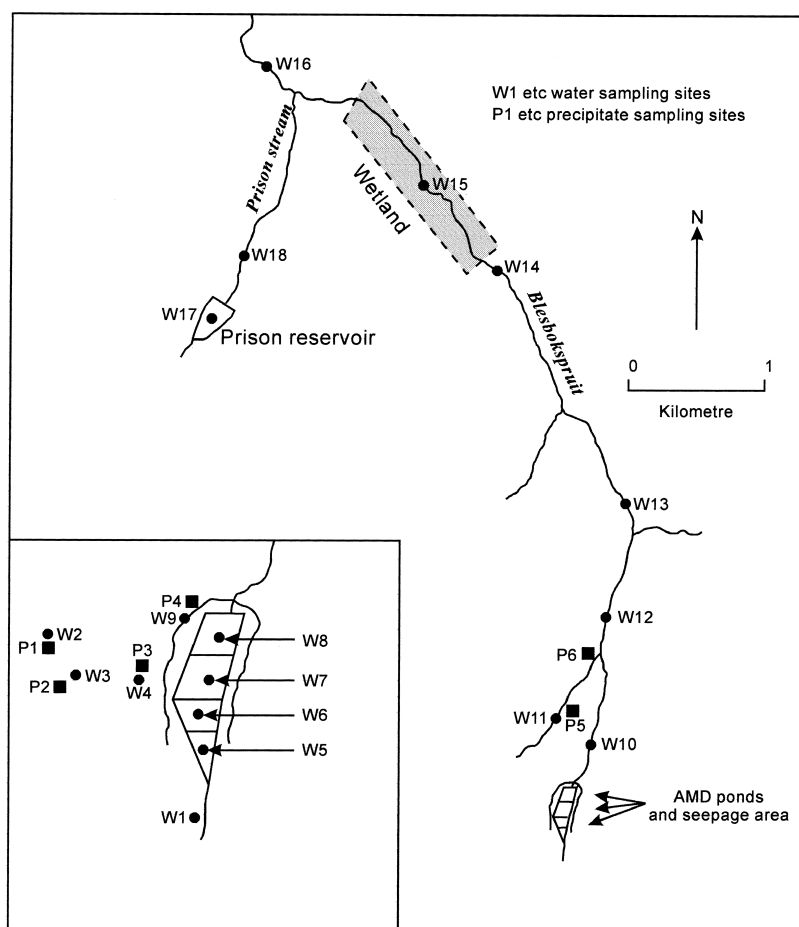 W16
W1 etc water sampling sites
P1 etc precipitate sampling sites
Prison stream
Wetland
W15
N
W18
W14
W17
Prison reservoir
Blesbokspruit
0 1
Kilometre
W13
P4
W9
W2
P1
P3
W3
P2
W4
W8
W7
W6
W5
W1
W12
P6
W11
P5
W10
AMD ponds
and seepage area